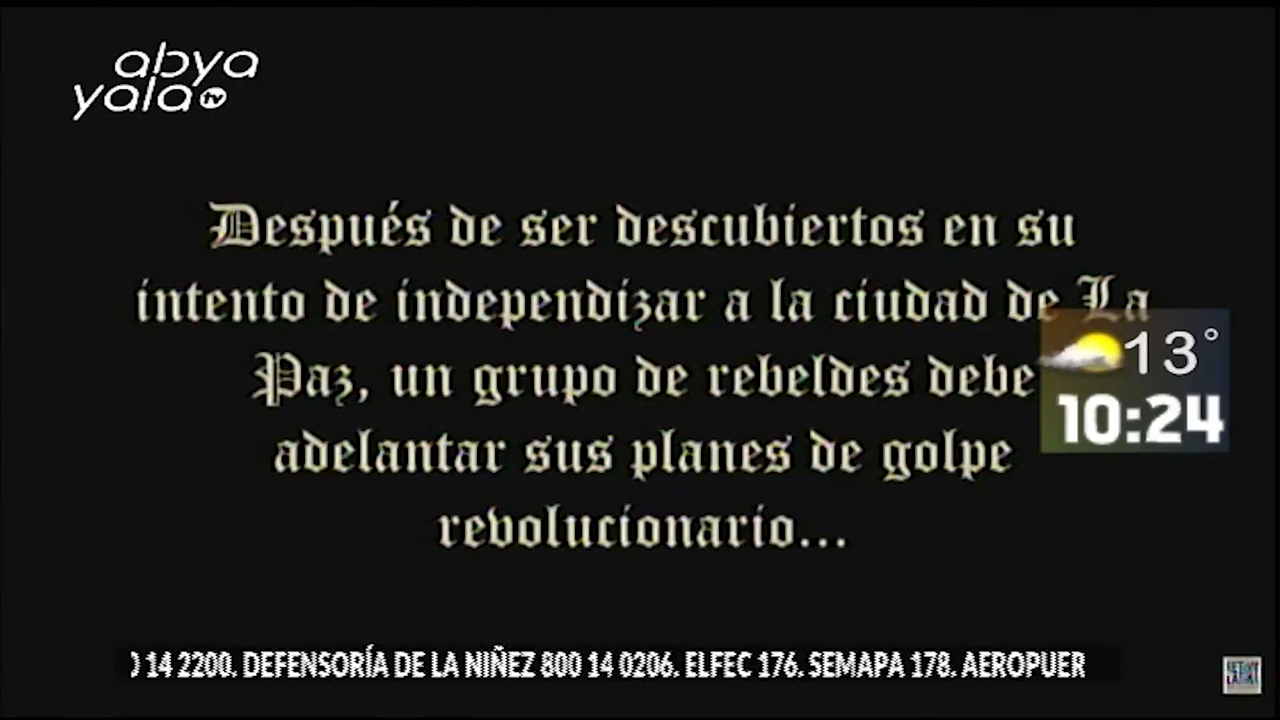 abya
yala tv
Después de ser descubiertos en su
intento de independizar a la ciudad de La
Paz, un grupo de rebeldes debe
adelantar sus planes de golpe
revolucionario...
13°
10:24
14 2200. DEFENSORÍA DE LA NIÑEZ 800 14 0206. ELFEC 176. SEMAPA 178. AEROPUER